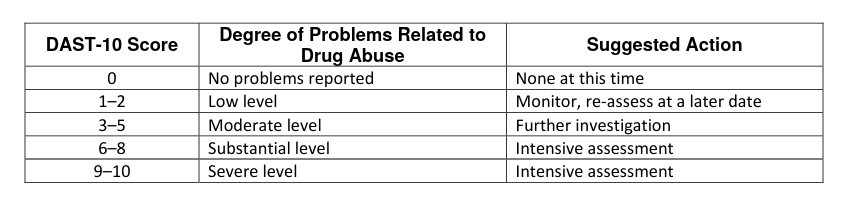 DAST-10 Score Degree of Problems Related to Drug Abuse Suggested Action
0 No problems reported None at this time
1–2 Low level Monitor, re-assess at a later date
3–5 Moderate level Further investigation
6–8 Substantial level Intensive assessment
9–10 Severe level Intensive assessment